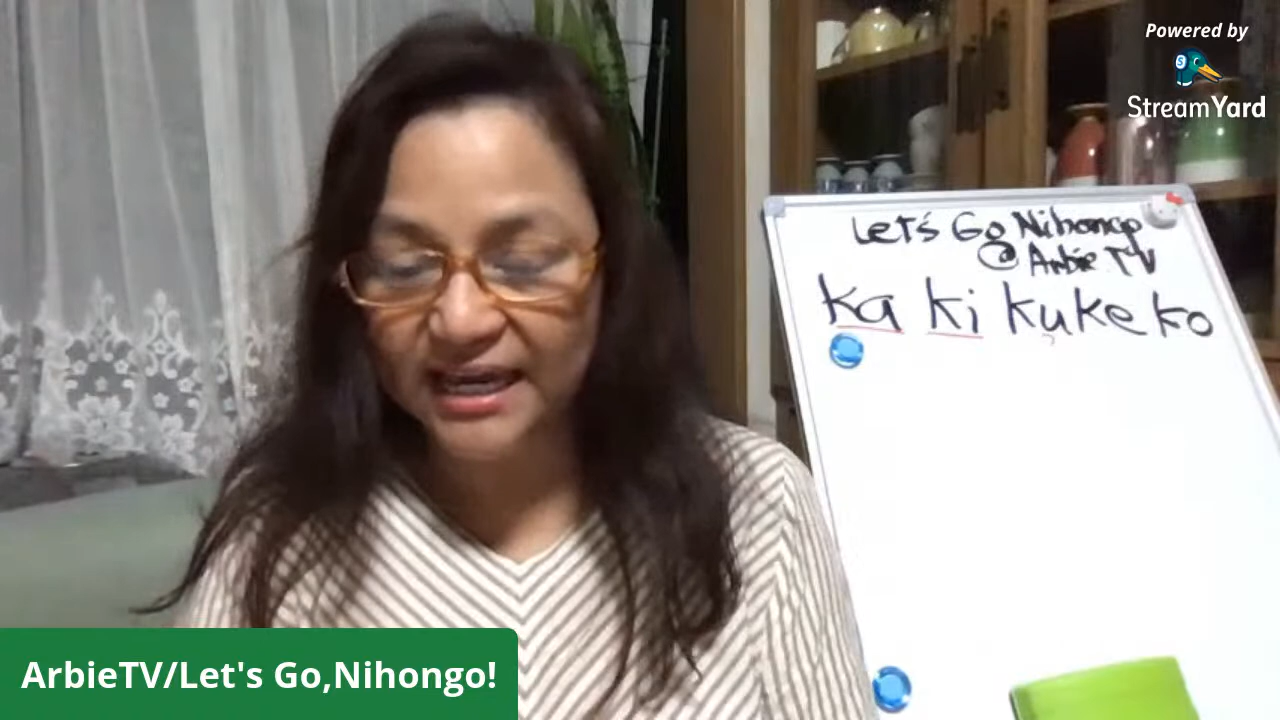 Powered by
StreamYard
Let's Go Nihongo
@ Arbie TV
ka ki ku ke ko
ArbieTV/Let's Go,Nihongo!